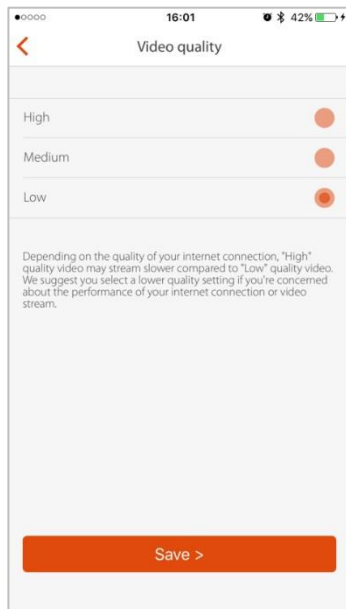 16:01
42%
Video quality
High
Medium
Low
Depending on the quality of your internet connection, "High"
quality video may stream slower compared to "Low" quality video.
We suggest you select a lower quality setting if you're concerned
about the performance of your internet connection or video
stream.
Save >